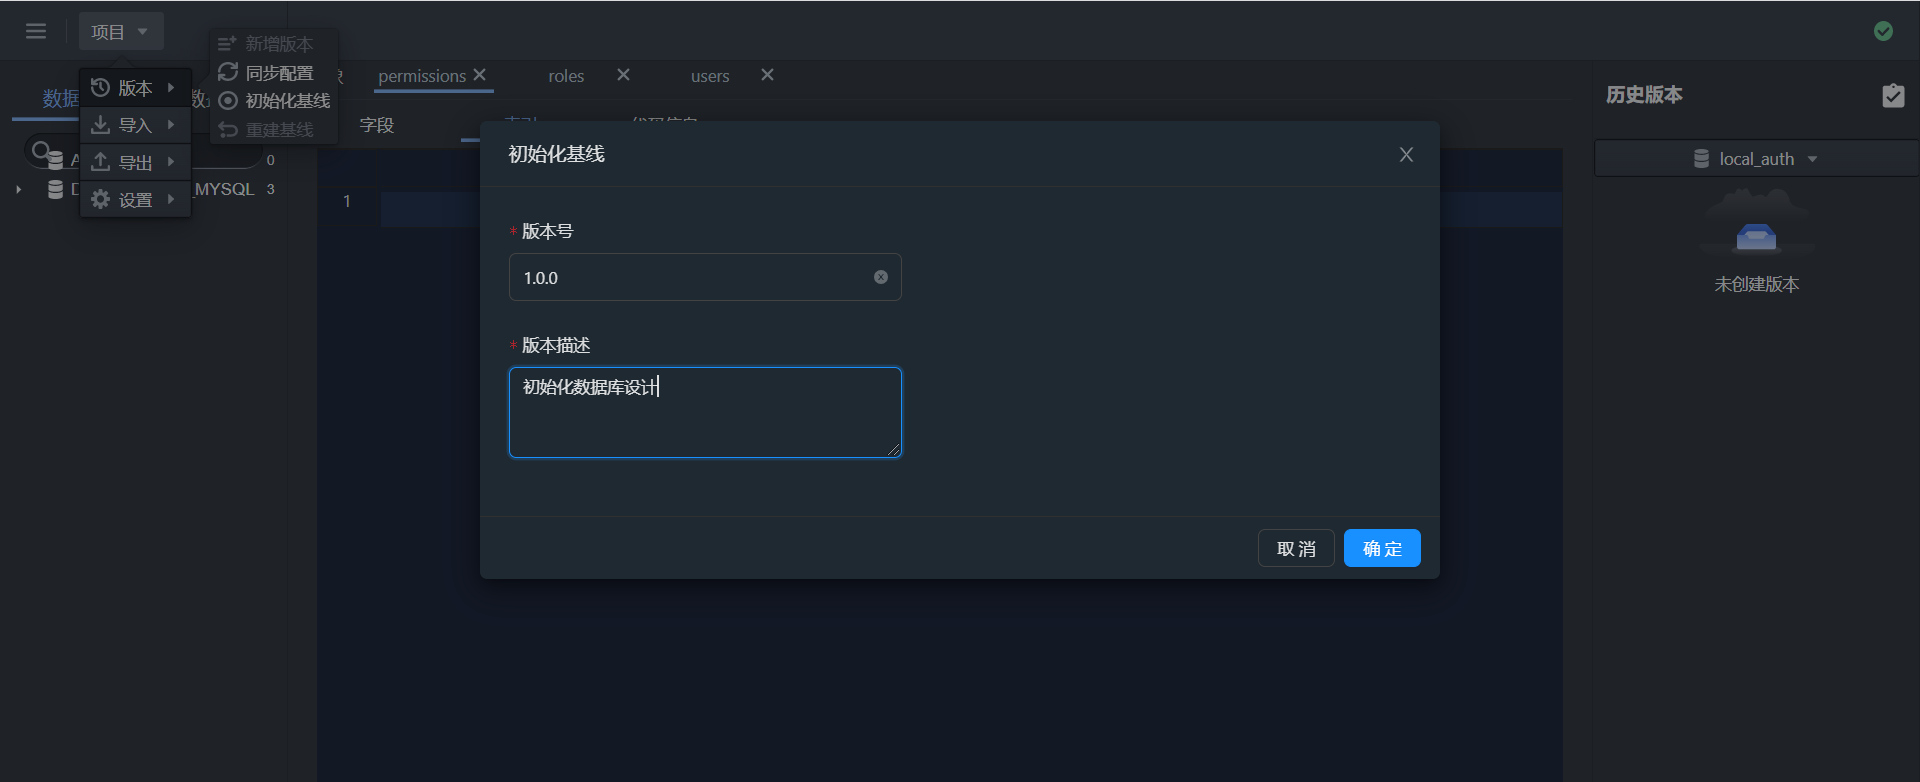 项目
新增版本
同步配置
初始化基线
重建基线
版本
导入
导出
设置
数据
0
_MYSQL 3
permissions
roles
users
字段
1
初始化基线
* 版本号
1.0.0
* 版本描述
初始化数据库设计
取消 确定
历史版本
local_auth
未创建版本